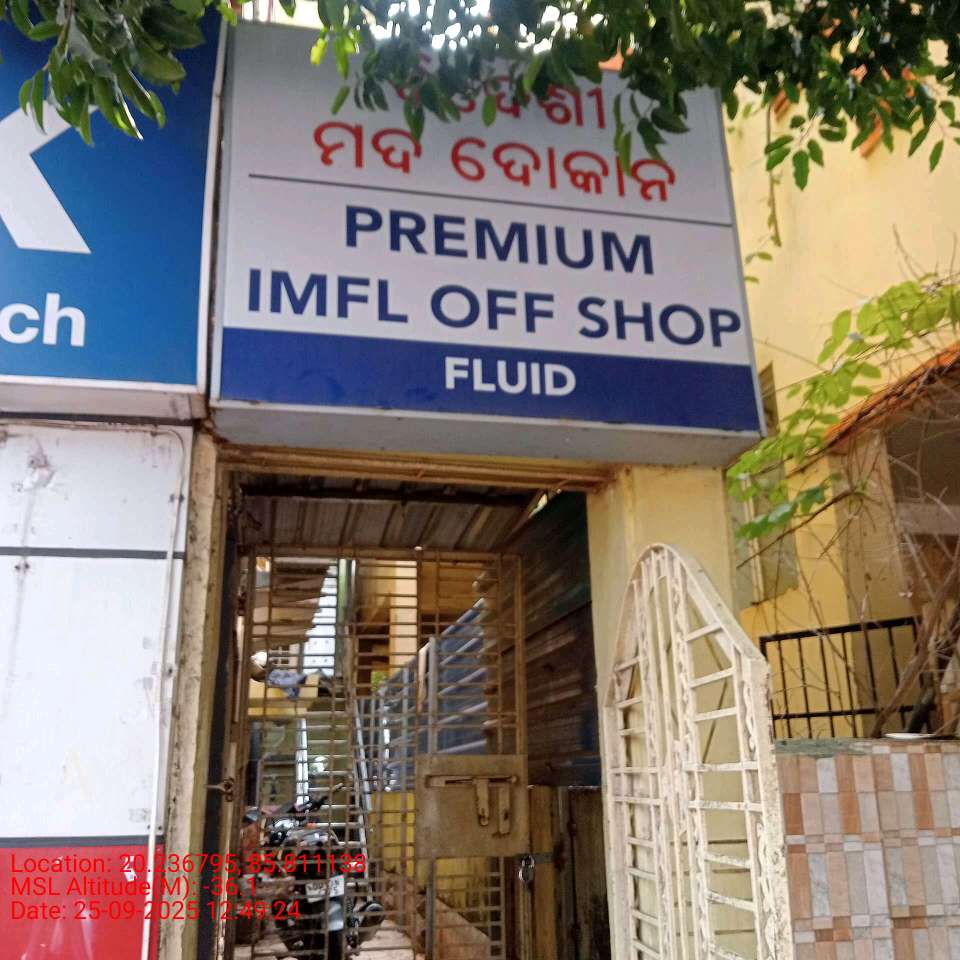 ମଦ ଦୋକାନ
PREMIUM
IMFL OFF SHOP
FLUID
ch
Location: 20.236795, 85.811138
MSL Altitude(M): -36.1
Date: 25-09-2025 12:49:24